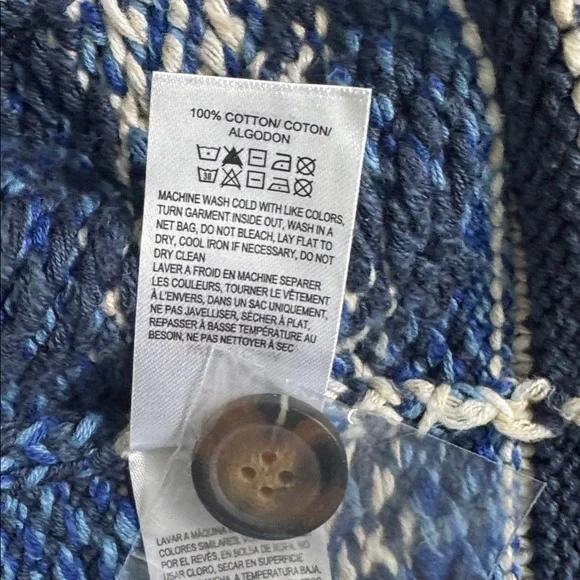 100% COTTON/ COTON/
ALGODON
30
MACHINE WASH COLD WITH LIKE COLORS,
TURN GARMENT INSIDE OUT, WASH IN A
NET BAG, DO NOT BLEACH, LAY FLAT TO
DRY, COOL IRON IF NECESSARY, DO NOT
DRY CLEAN
LAVER A FROID EN MACHINE SEPARER
LES COULEURS, TOURNER LE VÊTEMENT
À L'ENVERS, DANS UN SAC UNIQUEMENT,
NE PAS JAVELLISER, SÉCHER À PLAT,
REPASSER À BASSE TEMPÉRATURE AU
BESOIN, NE PAS NETTOYER À SEC
LAVAR A MÁQUINA
COLORES SIMILARES,
POR EL REVÉS, EN BOLSA DE NO
USAR CLORO, SECAR EN SUPERFICIE
A TEMPERATURA BAJA,